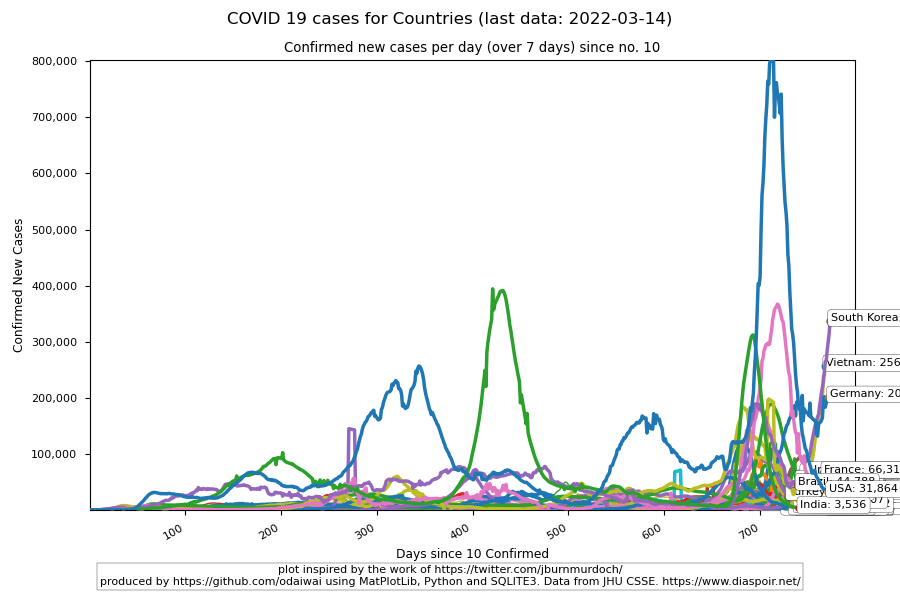 COVID 19 cases for Countries (last data: 2022-03-14)
Confirmed new cases per day (over 7 days) since no. 10
800,000
700,000
600,000
500,000
400,000
300,000
200,000
100,000
Confirmed New Cases
South Korea:
Vietnam: 256
Germany: 20
France: 66,31
Brazil: 44,788
USA: 31,864
India: 3,536
100
200
300
400
500
600
700
Days since 10 Confirmed
plot inspired by the work of https://twitter.com/jburnmurdoch/
produced by https://github.com/odaiwai using MatPlotLib, Python and SQLITE3. Data from JHU CSSE. https://www.diaspoir.net/